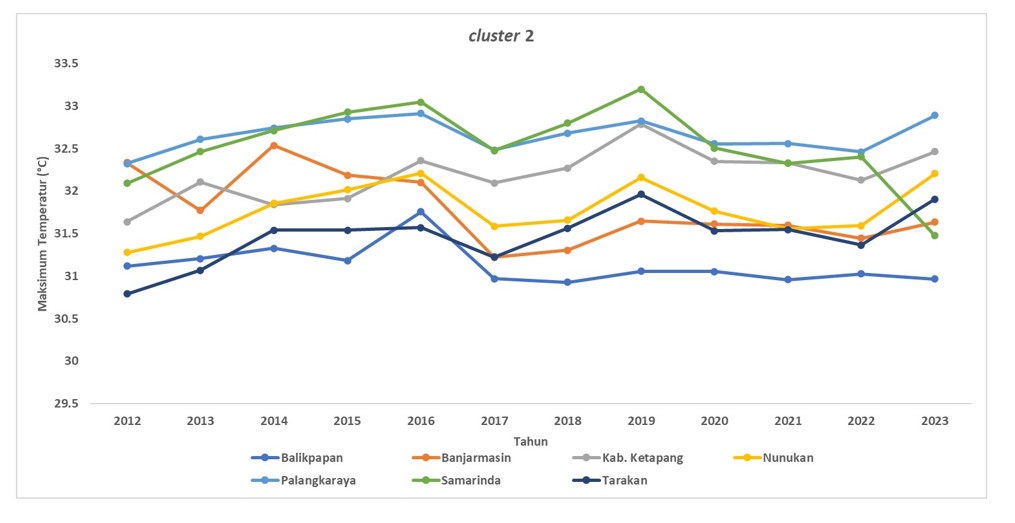 cluster 2
33.5
33
32.5
32
31.5
31
30.5
30
29.5
Maksimum Temperatur (°C)
2012 2013 2014 2015 2016 2017 2018 2019 2020 2021 2022 2023
Tahun
Balikpapan Banjarmasin Kab. Ketapang Nunukan
Palangkaraya Samarinda Tarakan